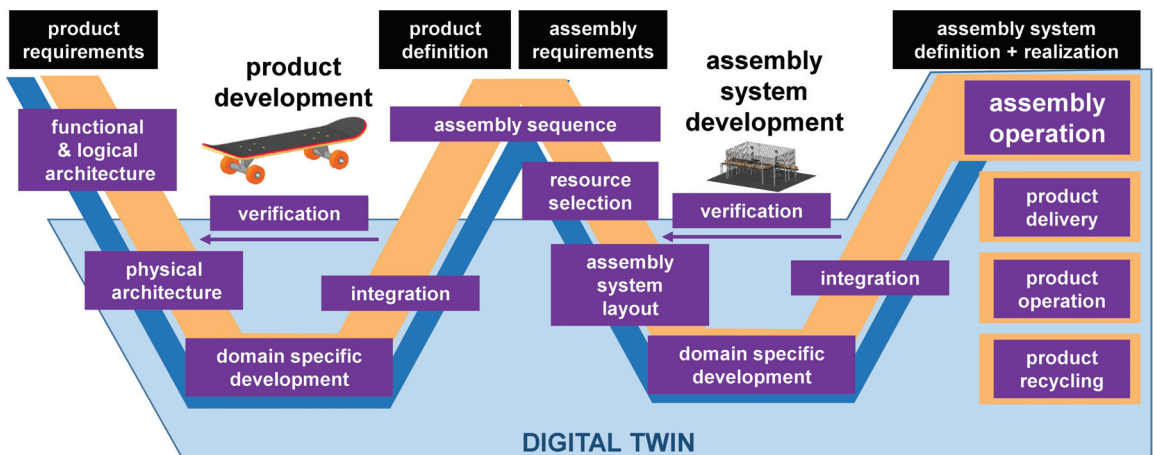 product
requirements
product
definition
assembly
requirements
assembly system
definition + realization
product
development
assembly
system
development
functional
& logical
architecture
assembly sequence
assembly
operation
resource
selection
verification
verification
product
delivery
physical
architecture
integration
assembly
system
layout
integration
product
operation
domain specific
development
domain specific
development
product
recycling
DIGITAL TWIN